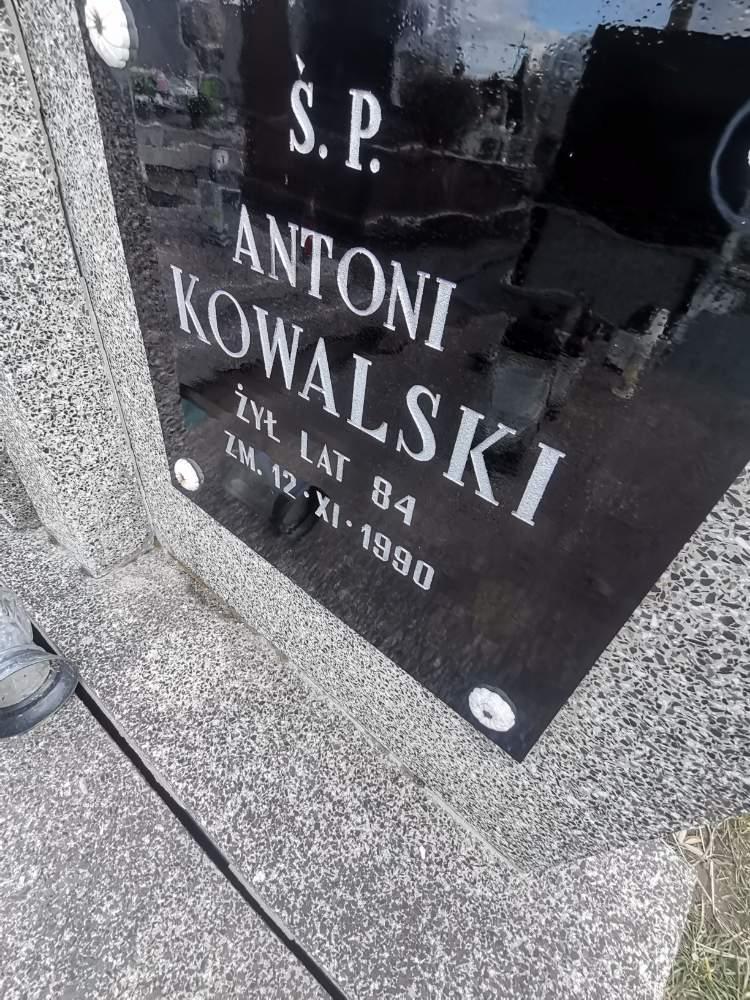 Ś. P.
ANTONI
KOWALSKI
ŻYŁ LAT 84
ZM. 12·XI·1990